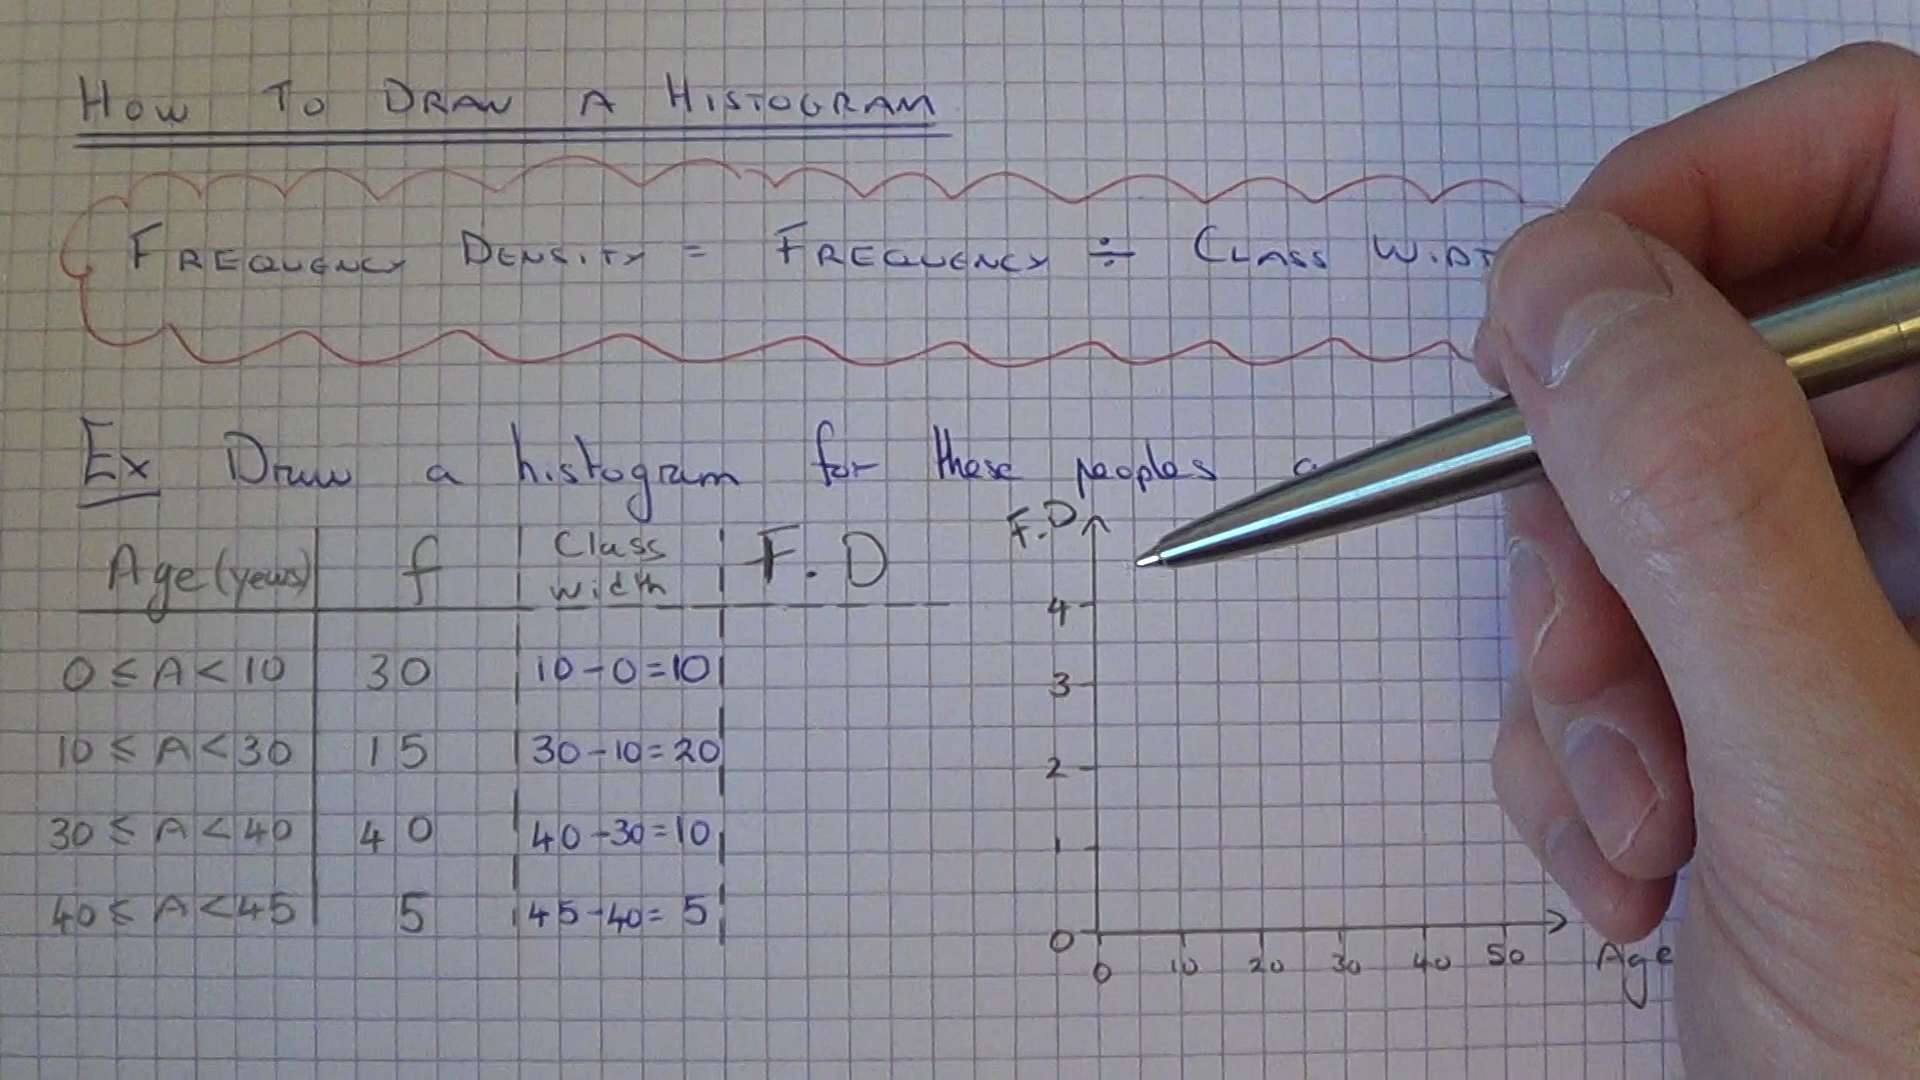 HOW TO DRAW A HISTOGRAM
FREQUENCY DENSITY = FREQUENCY ÷ CLASS WIDT
Ex Draw a histogram for these peoples a
Age (years) f Class width F.D
0 ≤ A < 10 30 10 - 0 = 10
10 ≤ A < 30 15 30 - 10 = 20
30 ≤ A < 40 40 40 - 30 = 10
40 ≤ A < 45 5 45 - 40 = 5
F.D
4
3
2
1
0
0 10 20 30 40 50 Age